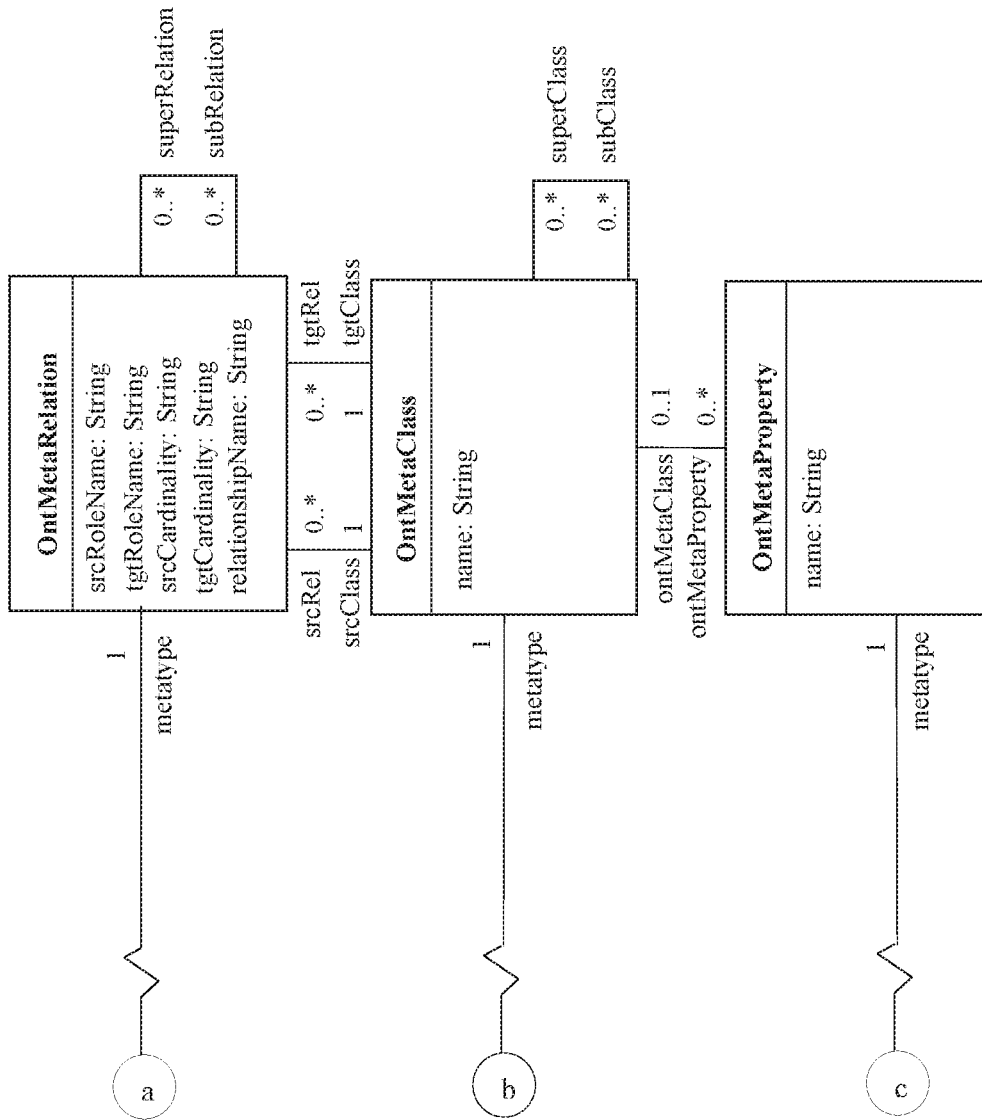 OntMetaRelation
srcRoleName: String
tgtRoleName: String
srcCardinality: String
tgtCardinality: String
relationshipName: String
0..* superRelation
0..* subRelation
1
metatype
a
srcRel 0..*
srcClass 1
0..* tgtRel
1 tgtClass
OntMetaClass
name: String
0..* superClass
0..* subClass
1
metatype
b
ontMetaClass 0..1
ontMetaProperty 0..*
OntMetaProperty
name: String
1
metatype
c